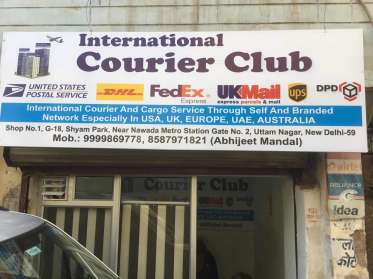 International
Courier Club
UNITED STATES
POSTAL SERVICE
DHL
FedEx
Express
UKMail
express parcels & mail
ups
DPD
International Courier And Cargo Service Through Self And Branded
Network Especially In USA, UK, EUROPE, UAE, AUSTRALIA
Shop No.1, G-18, Shyam Park, Near Nawada Metro Station Gate No. 2, Uttam Nagar, New Delhi-59
Mob.: 9999869778, 8587971821 (Abhijeet Mandal)
Courier Club
RELIANCE
idea